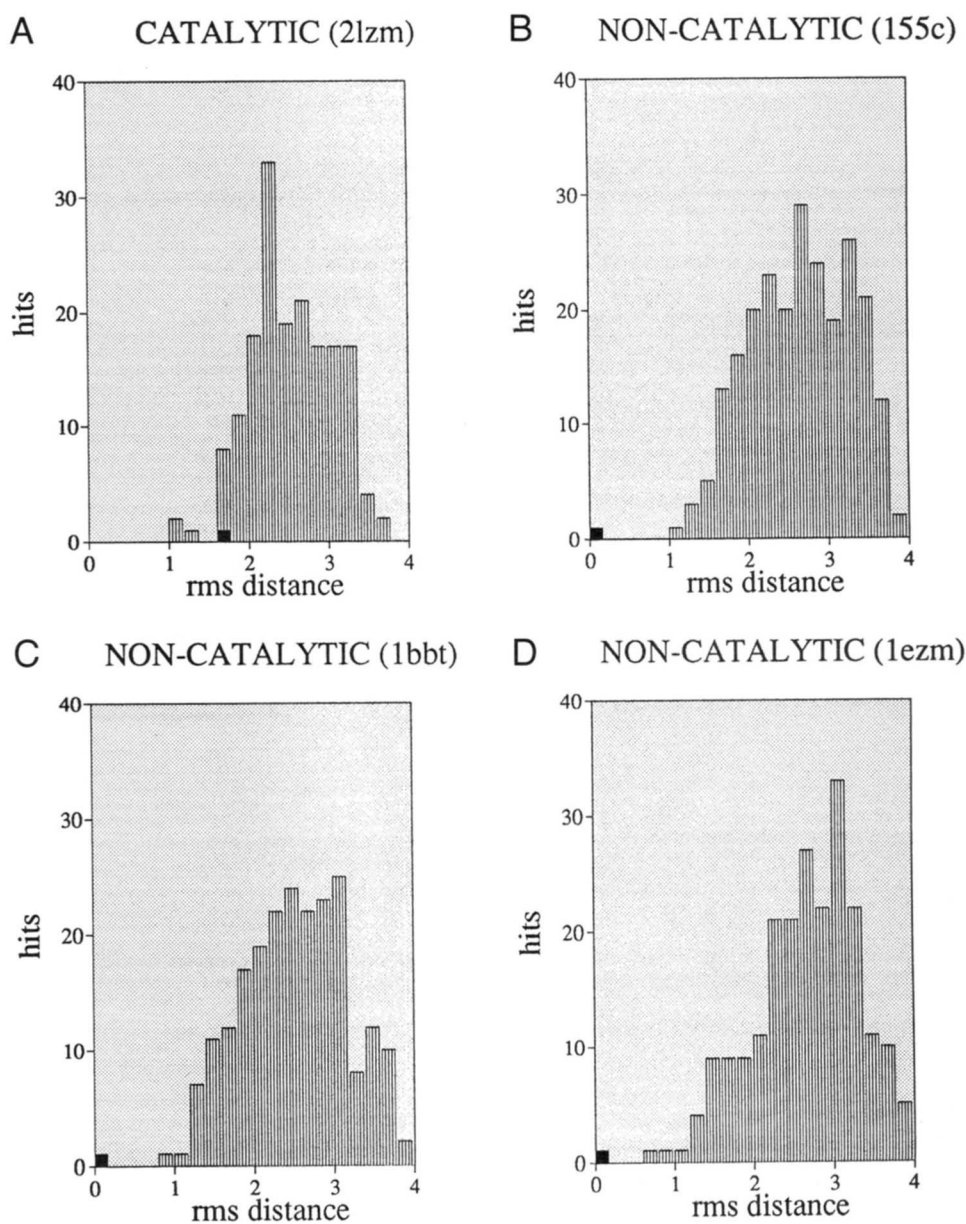 A CATALYTIC (2lzm)
40
30
20
10
0
hits
0 1 2 3 4
rms distance
B NON-CATALYTIC (155c)
40
30
20
10
0
hits
0 1 2 3 4
rms distance
C NON-CATALYTIC (1bbt)
40
30
20
10
0
hits
0 1 2 3 4
rms distance
D NON-CATALYTIC (1ezm)
40
30
20
10
0
hits
0 1 2 3 4
rms distance